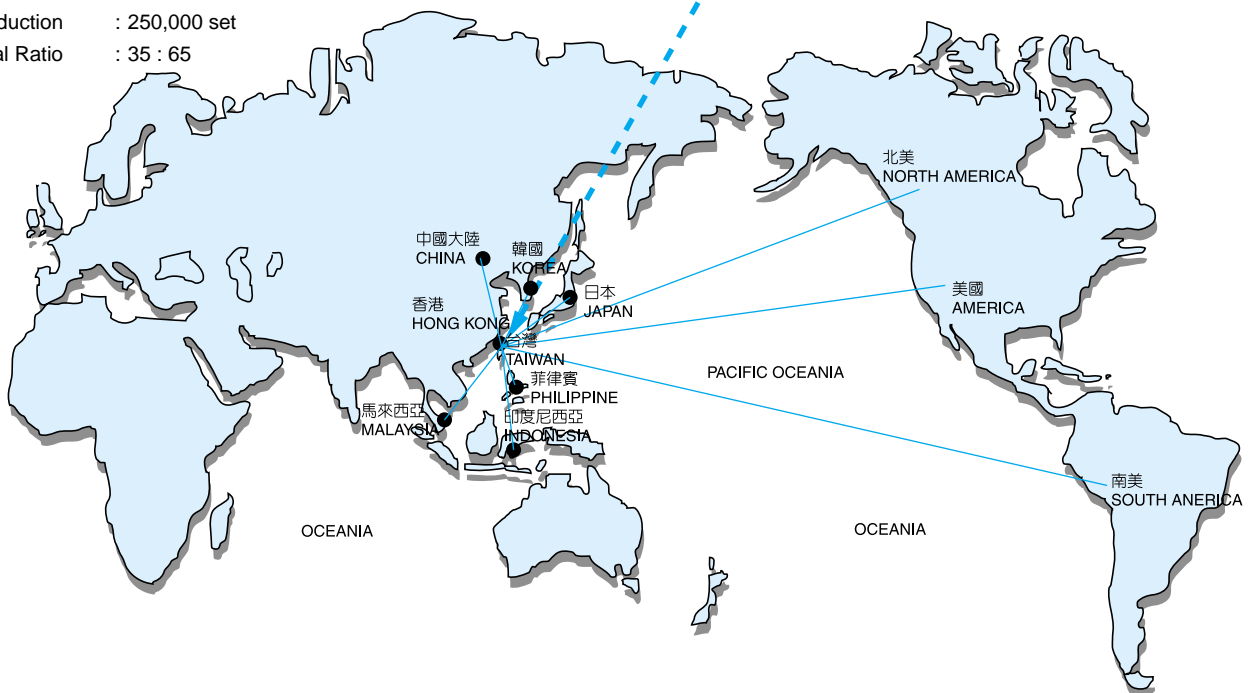 duction : 250,000 set
al Ratio : 35 : 65
北美
NORTH AMERICA
中國大陸
CHINA
韓國
KOREA
日本
JAPAN
美國
AMERICA
香港
HONG KONG
台灣
TAIWAN
PACIFIC OCEANIA
菲律賓
PHILIPPINE
馬來西亞
MALAYSIA
印度尼西亞
INDONESIA
南美
SOUTH ANERICA
OCEANIA
OCEANIA